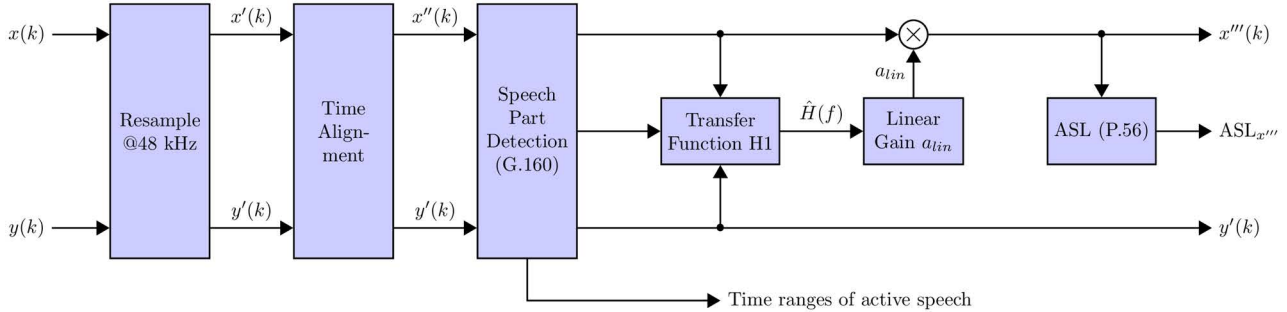 x(k)
y(k)
Resample
@48 kHz
x′(k)
y′(k)
Time
Align-
ment
x″(k)
y′(k)
Speech
Part
Detection
(G.160)
Transfer
Function H1
Ĥ(f)
Linear
Gain a_lin
a_lin
×
ASL (P.56)
x‴(k)
ASL_x‴
y′(k)
Time ranges of active speech